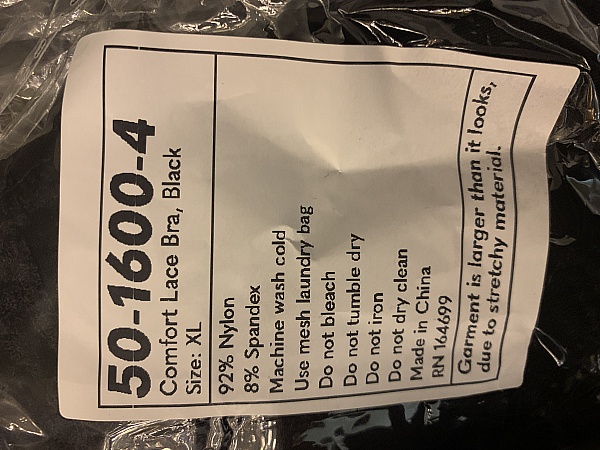 50-1600-4
Comfort Lace Bra, Black
Size: XL
92% Nylon
8% Spandex
Machine wash cold
Use mesh laundry bag
Do not bleach
Do not tumble dry
Do not iron
Do not dry clean
Made in China
RN 164699
Garment is larger than it looks,
due to stretchy material.